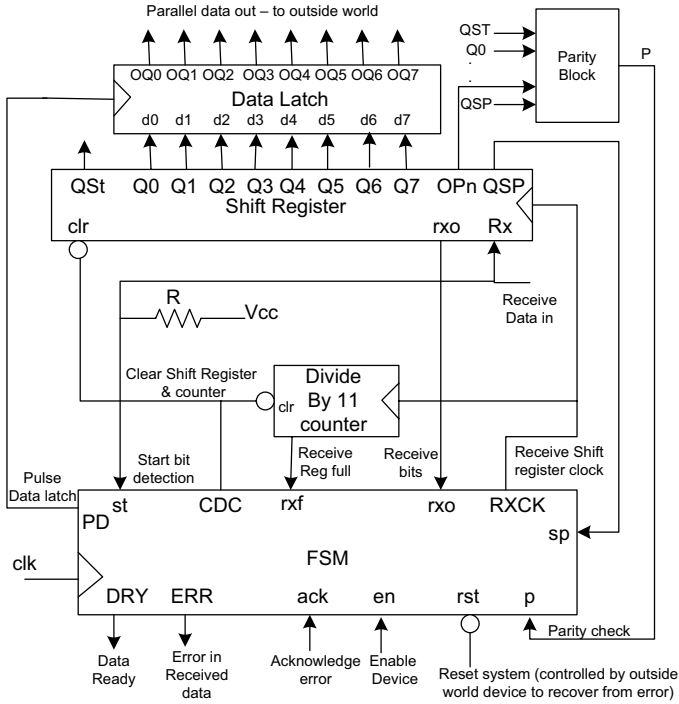 Parallel data out – to outside world
QST
Q0
.
.
QSP
Parity
Block
P
OQ0 OQ1 OQ2 OQ3 OQ4 OQ5 OQ6 OQ7
Data Latch
d0 d1 d2 d3 d4 d5 d6 d7
QSt Q0 Q1 Q2 Q3 Q4 Q5 Q6 Q7 OPn QSP
Shift Register
clr rxo Rx
R
Vcc
Receive
Data in
Clear Shift Register
& counter
clr
Divide
By 11
counter
Pulse
Data latch
Start bit
detection
Receive
Reg full
Receive
bits
Receive Shift
register clock
PD st CDC rxf rxo RXCK
sp
clk
FSM
DRY ERR ack en rst p
Parity check
Data
Ready
Error in
Received
data
Acknowledge
error
Enable
Device
Reset system (controlled by outside
world device to recover from error)